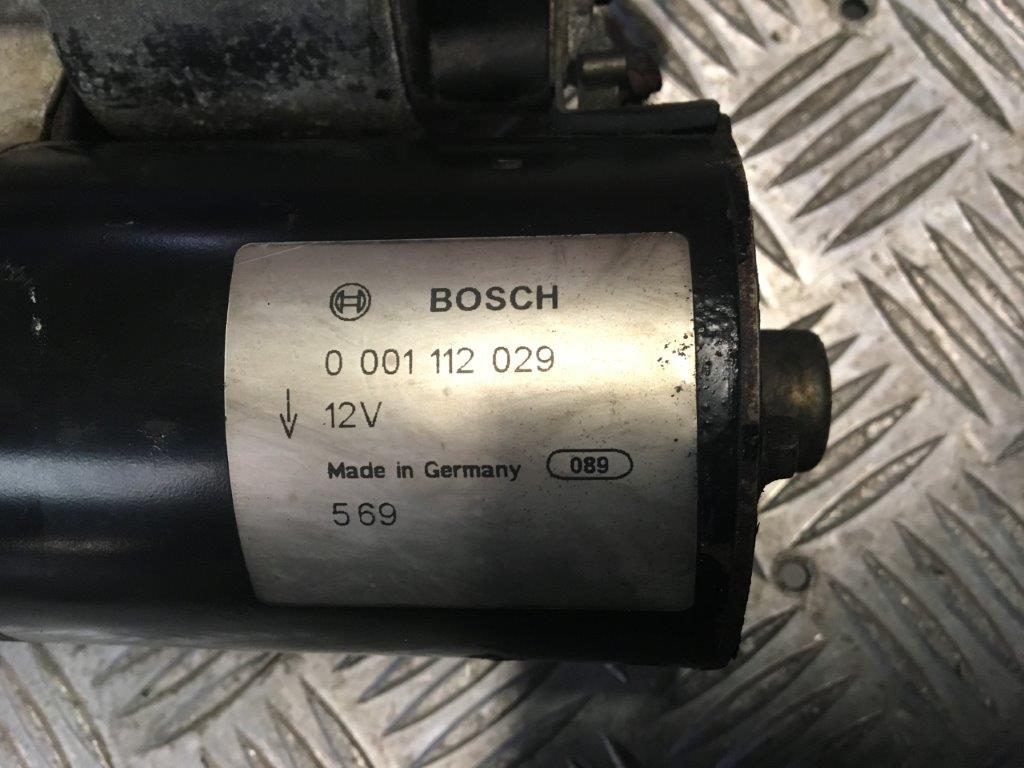 BOSCH
0 001 112 029
12V
Made in Germany 089
569